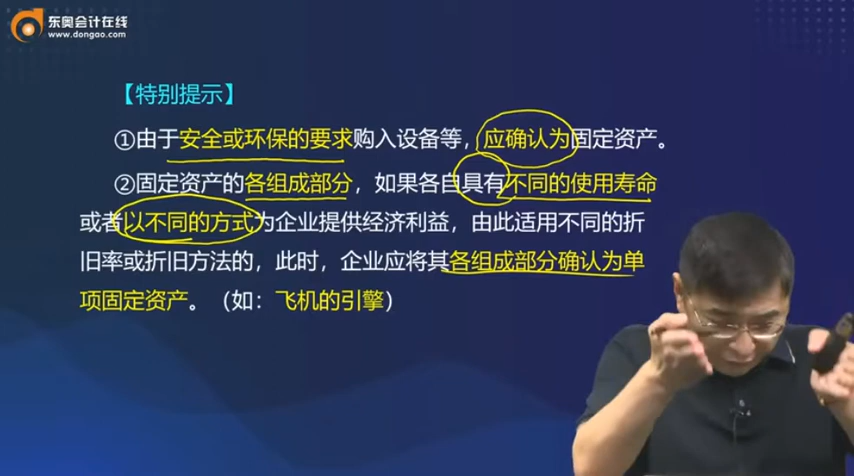 东奥会计在线
www.dongao.com
【特别提示】
①由于安全或环保的要求购入设备等，应确认为固定资产。
②固定资产的各组成部分，如果各自具有不同的使用寿命
或者以不同的方式为企业提供经济利益，由此适用不同的折
旧率或折旧方法的，此时，企业应将其各组成部分确认为单
项固定资产。（如：飞机的引擎）